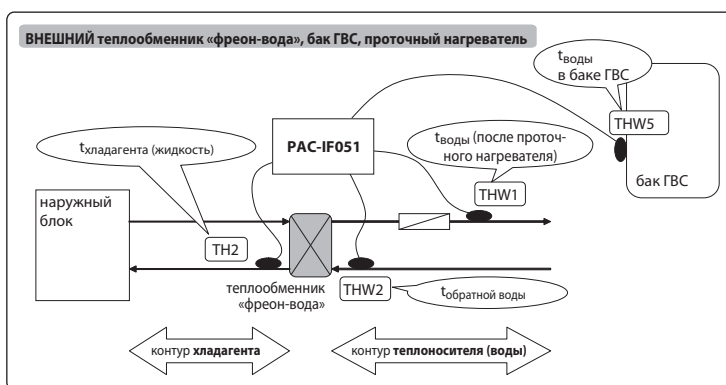 ВНЕШНИЙ теплообменник «фреон-вода», бак ГВС, проточный нагреватель
tводы
в баке ГВС
THW5
бак ГВС
PAC-IF051
tводы (после проточ-
ного нагревателя)
THW1
tхладагента (жидкость)
наружный
блок
TH2
теплообменник
«фреон-вода»
THW2
tобратной воды
контур хладагента
контур теплоносителя (воды)